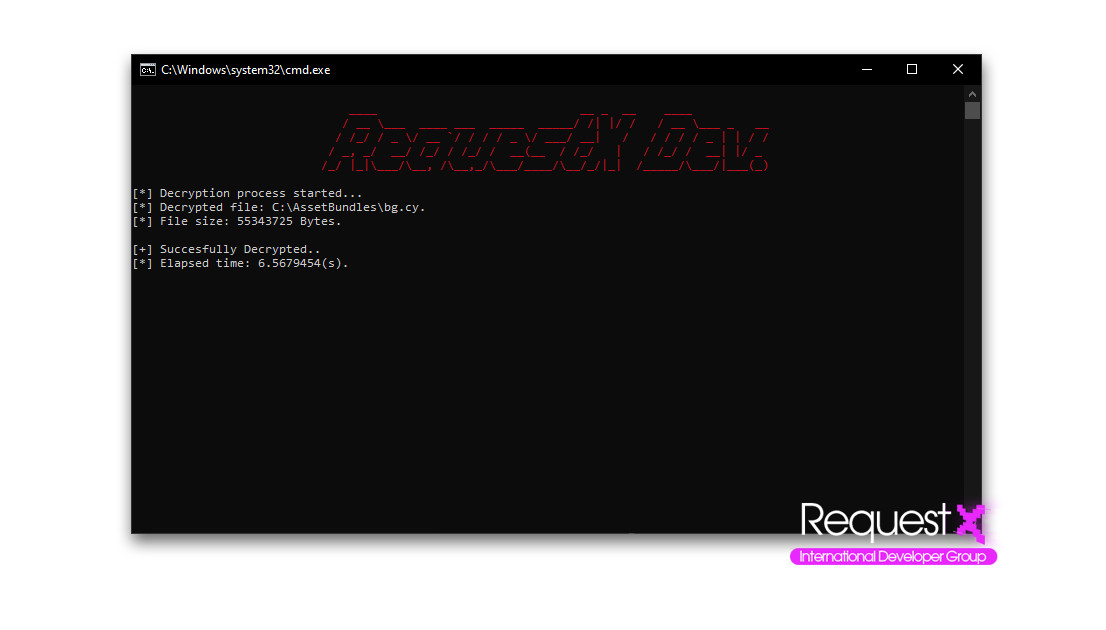 C:\Windows\system32\cmd.exe
RequestX Dev.
[*] Decryption process started...
[*] Decrypted file: C:\AssetBundles\bg.cy.
[*] File size: 55343725 Bytes.
[+] Succesfully Decrypted..
[*] Elapsed time: 6.5679454(s).
RequestX
International Developer Group